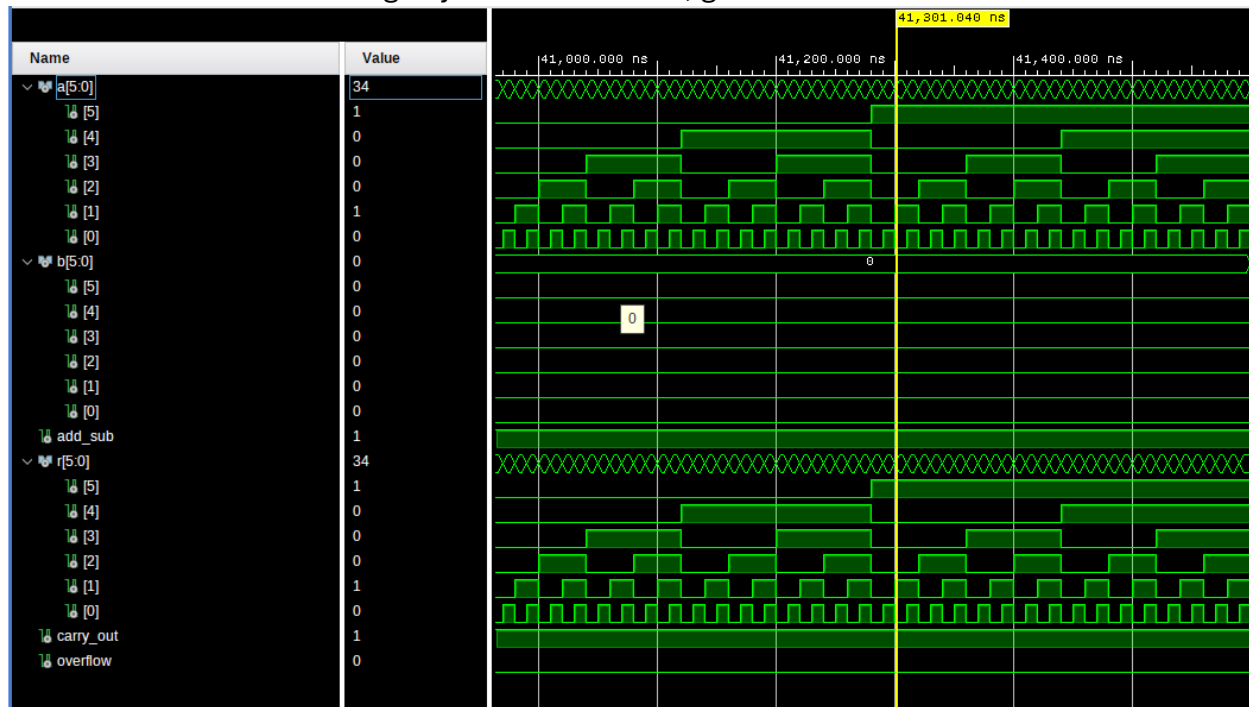 41,301.040 ns
Name Value 41,000.000 ns 41,200.000 ns 41,400.000 ns
a[5:0] 34
[5] 1
[4] 0
[3] 0
[2] 0
[1] 1
[0] 0
b[5:0] 0 0
[5] 0
[4] 0 0
[3] 0
[2] 0
[1] 0
[0] 0
add_sub 1
r[5:0] 34
[5] 1
[4] 0
[3] 0
[2] 0
[1] 1
[0] 0
carry_out 1
overflow 0